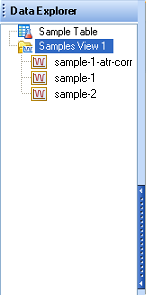 Data Explorer
Sample Table
Samples View 1
sample-1-atr-corr
sample-1
sample-2